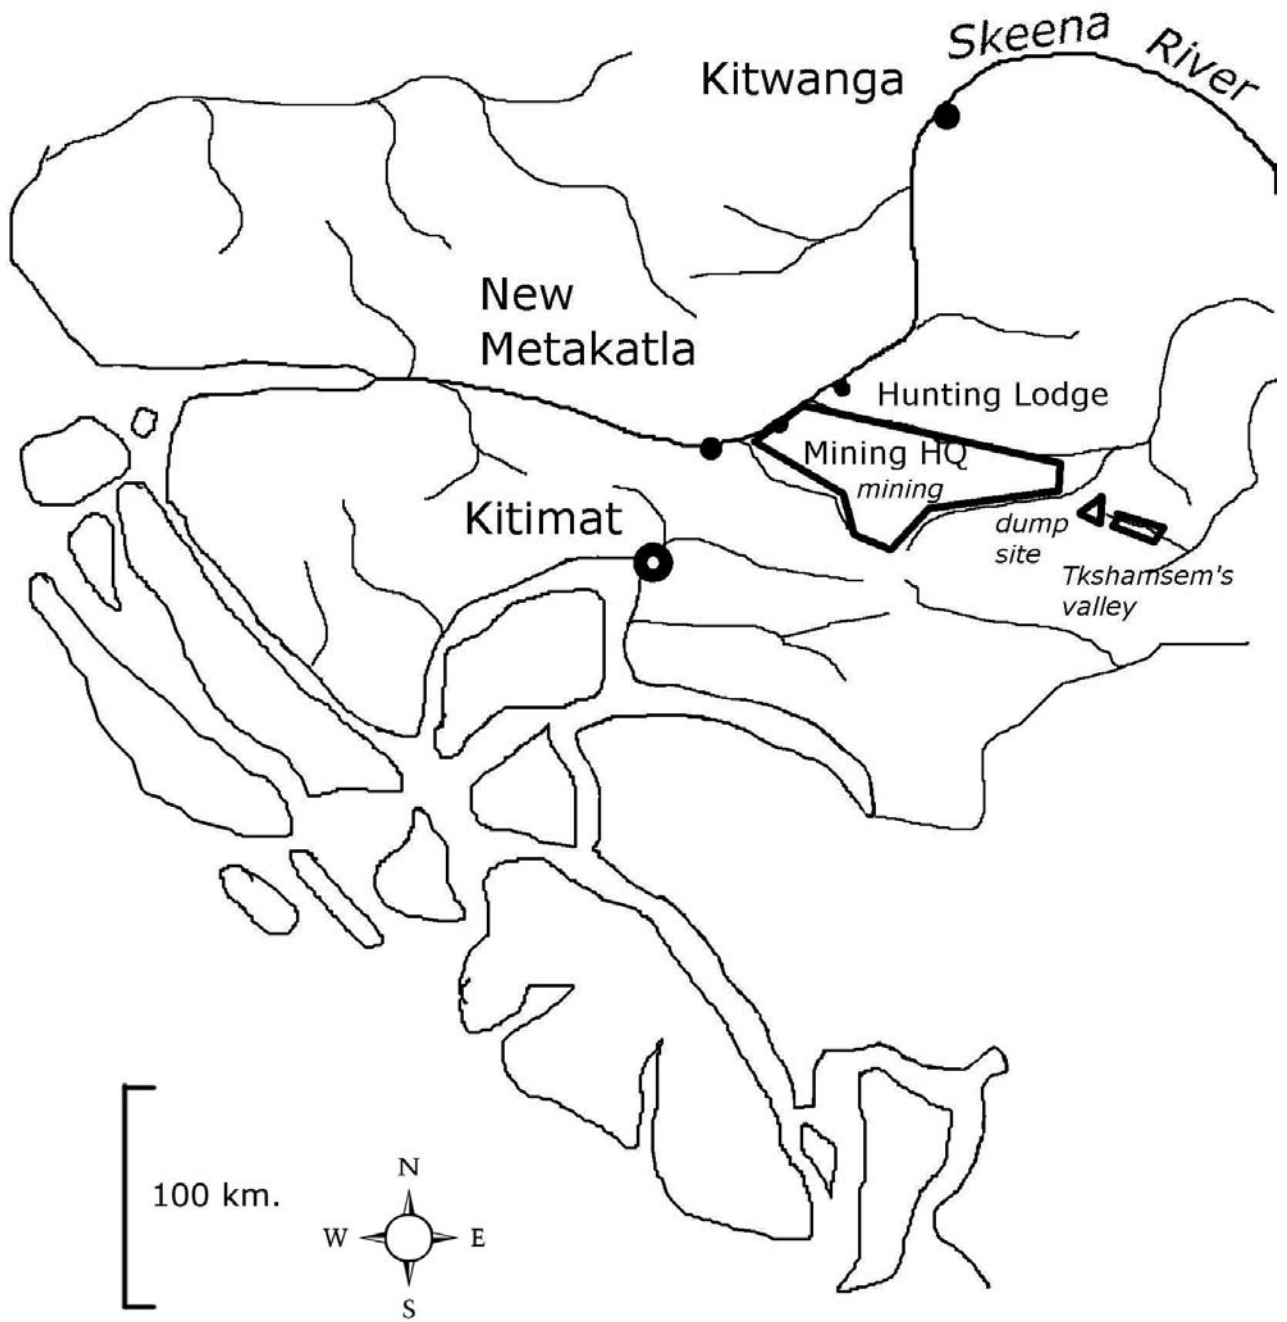 Skeena River
Kitwanga
New
Metakatla
Hunting Lodge
Mining HQ
mining
Kitimat
dump
site
Tkshamsem's
valley
100 km.
N
W
E
S